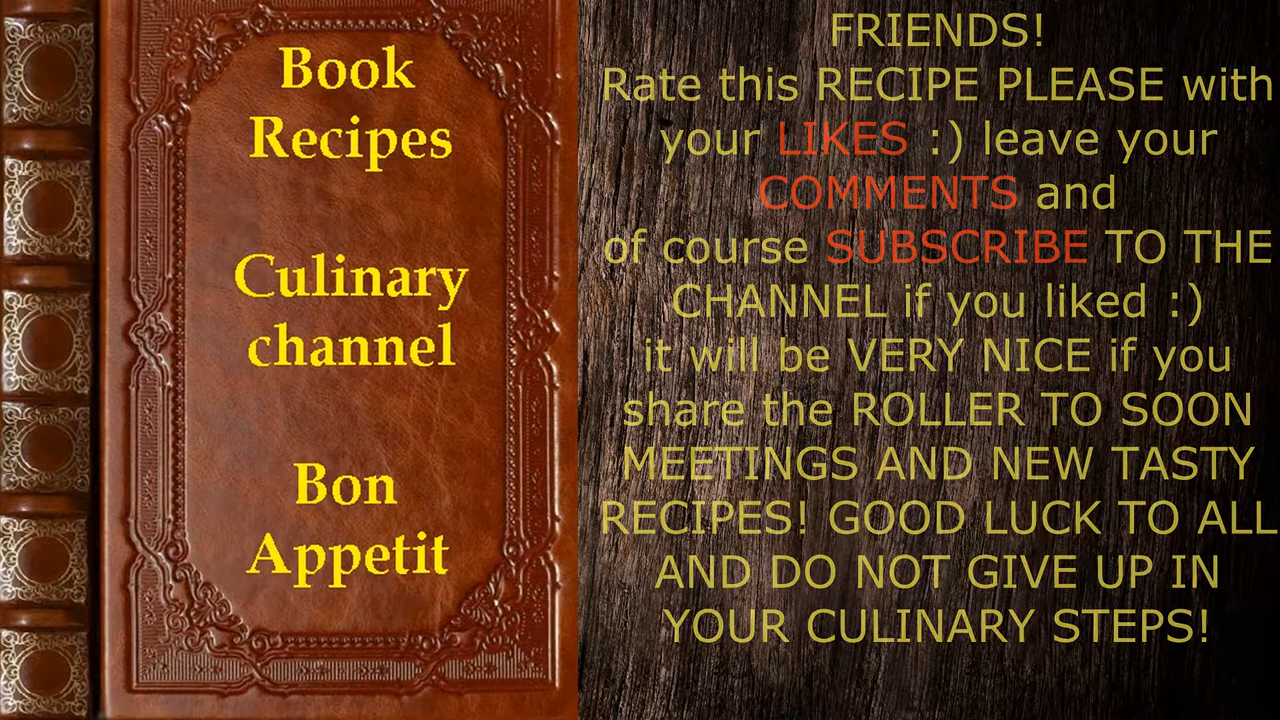 Book
Recipes
Culinary
channel
Bon
Appetit
FRIENDS!
Rate this RECIPE PLEASE with
your LIKES :) leave your
COMMENTS and
of course SUBSCRIBE TO THE
CHANNEL if you liked :)
it will be VERY NICE if you
share the ROLLER TO SOON
MEETINGS AND NEW TASTY
RECIPES! GOOD LUCK TO ALL
AND DO NOT GIVE UP IN
YOUR CULINARY STEPS!